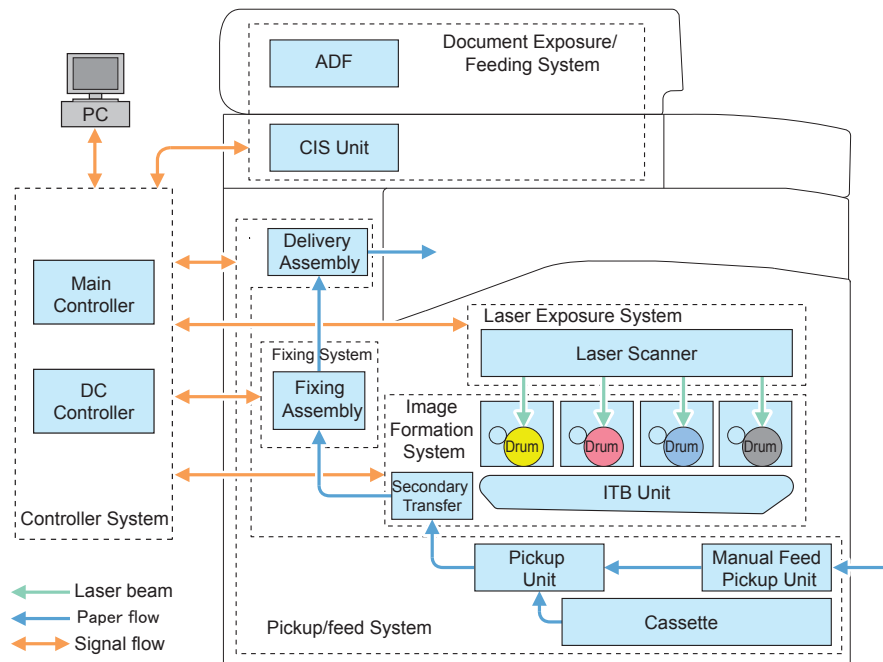 Document Exposure/
Feeding System
ADF
PC
CIS Unit
Delivery
Assembly
Main
Controller
Laser Exposure System
Laser Scanner
Fixing System
DC
Controller
Fixing
Assembly
Image
Formation
System
Drum
Drum
Drum
Drum
Secondary
Transfer
ITB Unit
Controller System
Pickup
Unit
Manual Feed
Pickup Unit
Laser beam
Paper flow
Signal flow
Cassette
Pickup/feed System